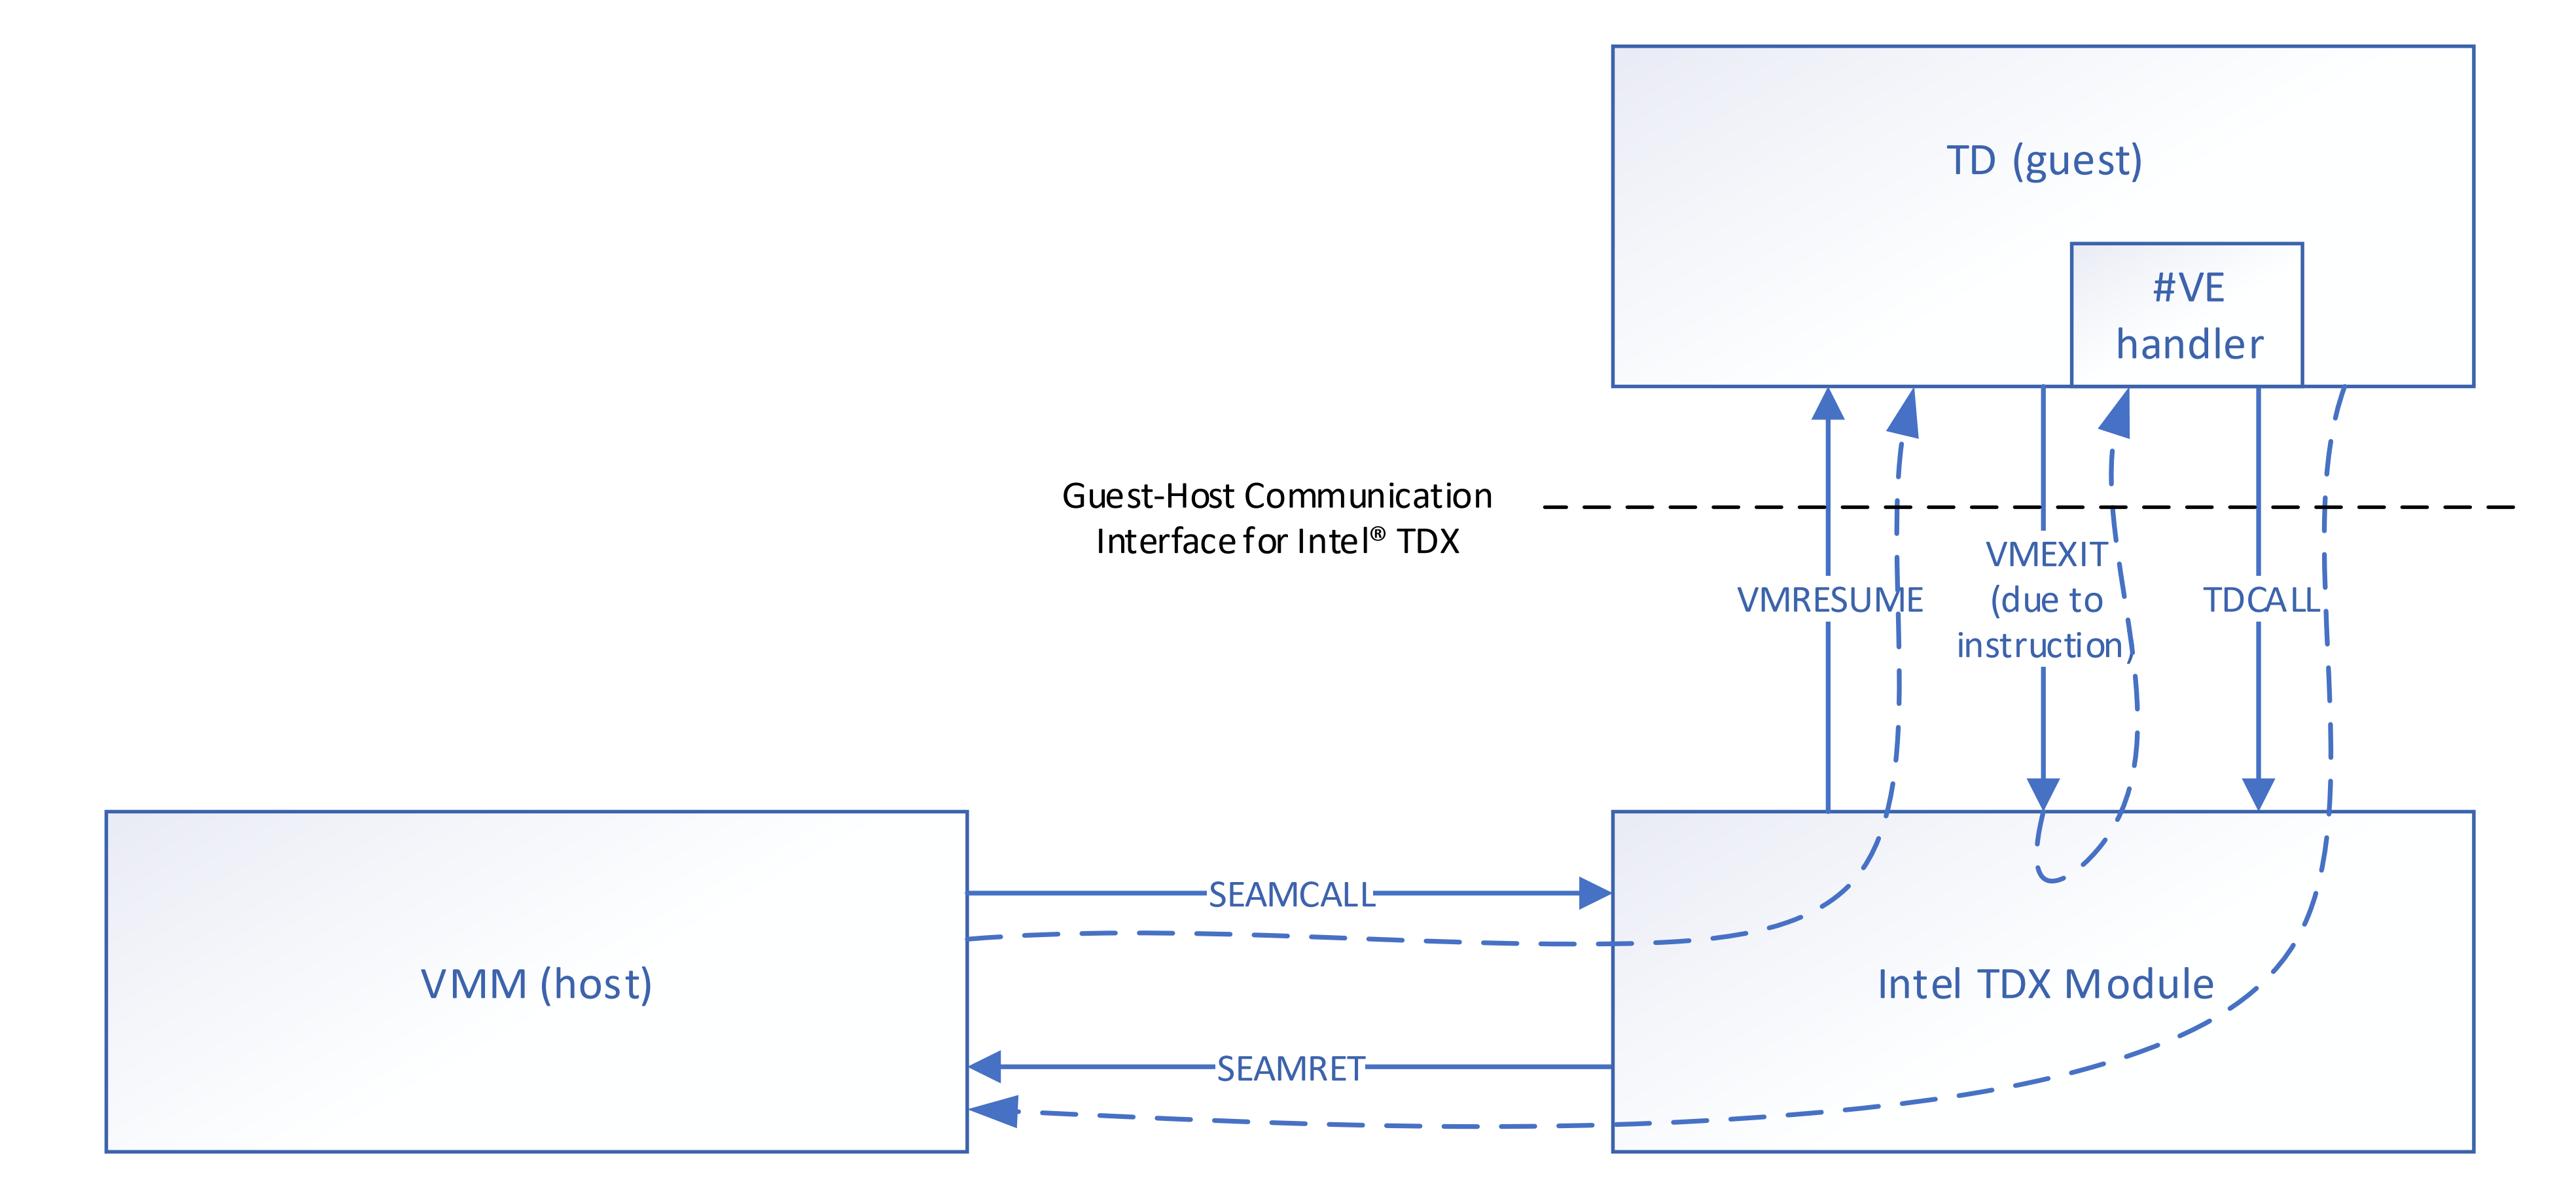 TD (guest)
#VE
handler
Guest-Host Communication
Interface for Intel® TDX
VMRESUME
VMEXIT
(due to
instruction)
TDCALL
VMM (host)
SEAMCALL
SEAMRET
Intel TDX Module